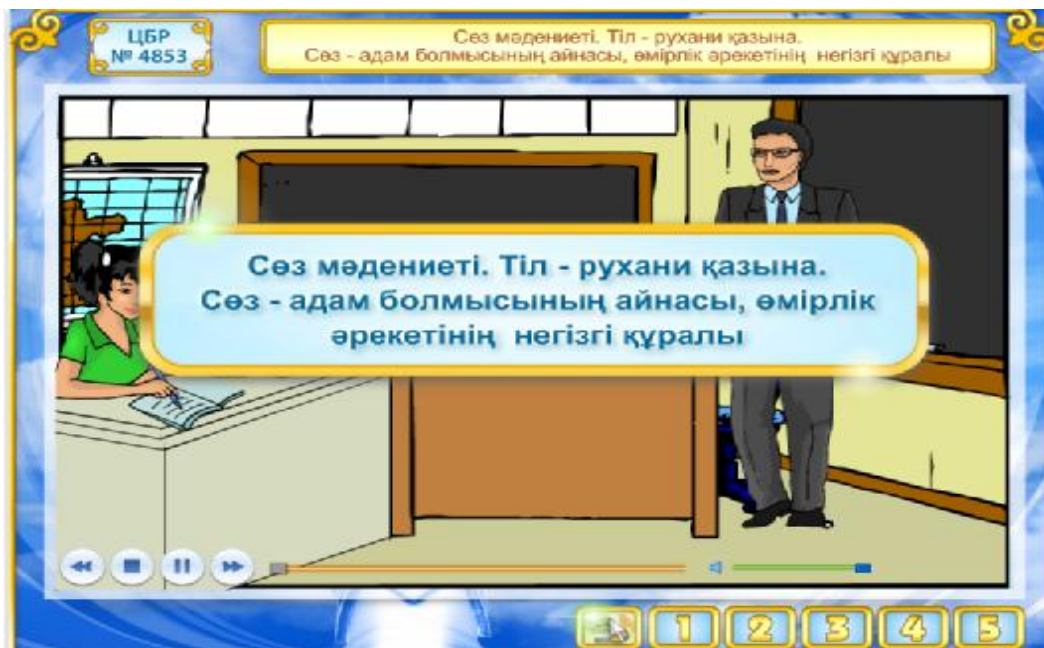 ЦБР
№ 4853
Сөз мәдениеті. Тіл - рухани қазына.
Сөз - адам болмысының айнасы, өмірлік әрекетінің негізгі құралы
Сөз мәдениеті. Тіл - рухани қазына.
Сөз - адам болмысының айнасы, өмірлік
әрекетінің негізгі құралы
1 2 3 4 5